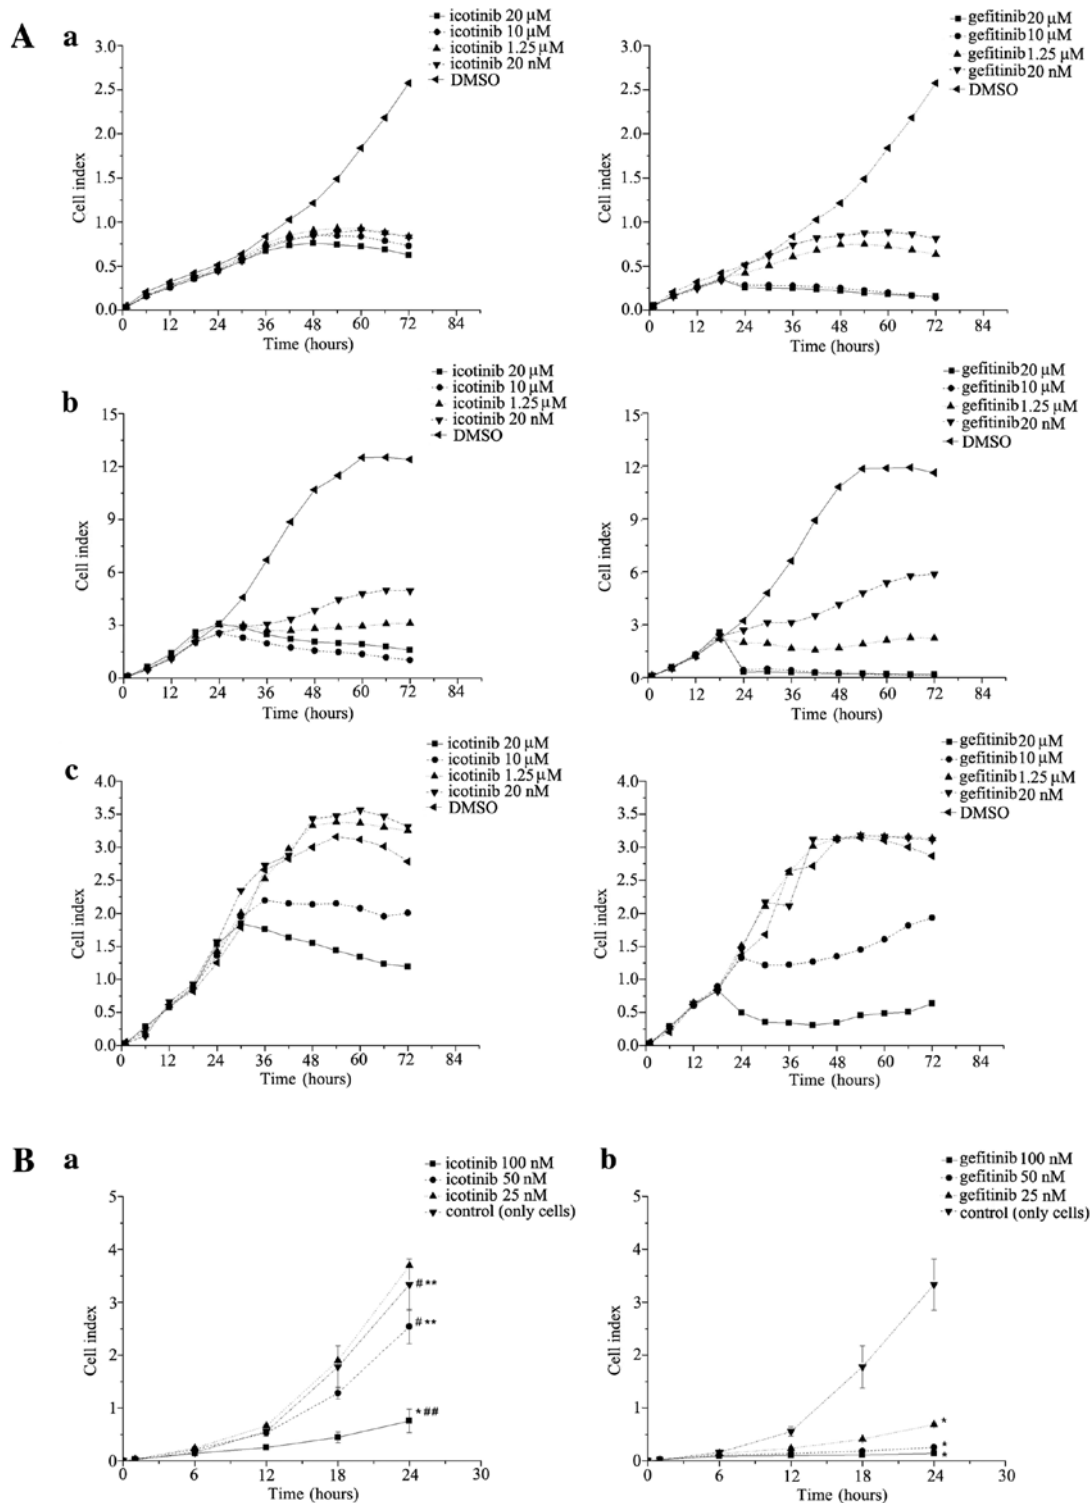 A a
icotinib 20 μM
icotinib 10 μM
icotinib 1.25 μM
icotinib 20 nM
DMSO
3.0
2.5
2.0
1.5
1.0
0.5
0.0
Cell index
0 12 24 36 48 60 72 84
Time (hours)
gefitinib 20 μM
gefitinib 10 μM
gefitinib 1.25 μM
gefitinib 20 nM
DMSO
3.0
2.5
2.0
1.5
1.0
0.5
0.0
Cell index
0 12 24 36 48 60 72 84
Time (hours)
b
icotinib 20 μM
icotinib 10 μM
icotinib 1.25 μM
icotinib 20 nM
DMSO
15
12
9
6
3
0
Cell index
0 12 24 36 48 60 72 84
Time (hours)
gefitinib 20 μM
gefitinib 10 μM
gefitinib 1.25 μM
gefitinib 20 nM
DMSO
15
12
9
6
3
0
Cell index
0 12 24 36 48 60 72 84
Time (hours)
c
icotinib 20 μM
icotinib 10 μM
icotinib 1.25 μM
icotinib 20 nM
DMSO
4.0
3.5
3.0
2.5
2.0
1.5
1.0
0.5
0.0
Cell index
0 12 24 36 48 60 72 84
Time (hours)
gefitinib 20 μM
gefitinib 10 μM
gefitinib 1.25 μM
gefitinib 20 nM
DMSO
4.0
3.5
3.0
2.5
2.0
1.5
1.0
0.5
0.0
Cell index
0 12 24 36 48 60 72 84
Time (hours)
B a
icotinib 100 nM
icotinib 50 nM
icotinib 25 nM
control (only cells)
5
4
3
2
1
0
Cell index
# **
# **
* ##
0 6 12 18 24 30
Time (hours)
b
gefitinib 100 nM
gefitinib 50 nM
gefitinib 25 nM
control (only cells)
5
4
3
2
1
0
Cell index
*
*
*
0 6 12 18 24 30
Time (hours)